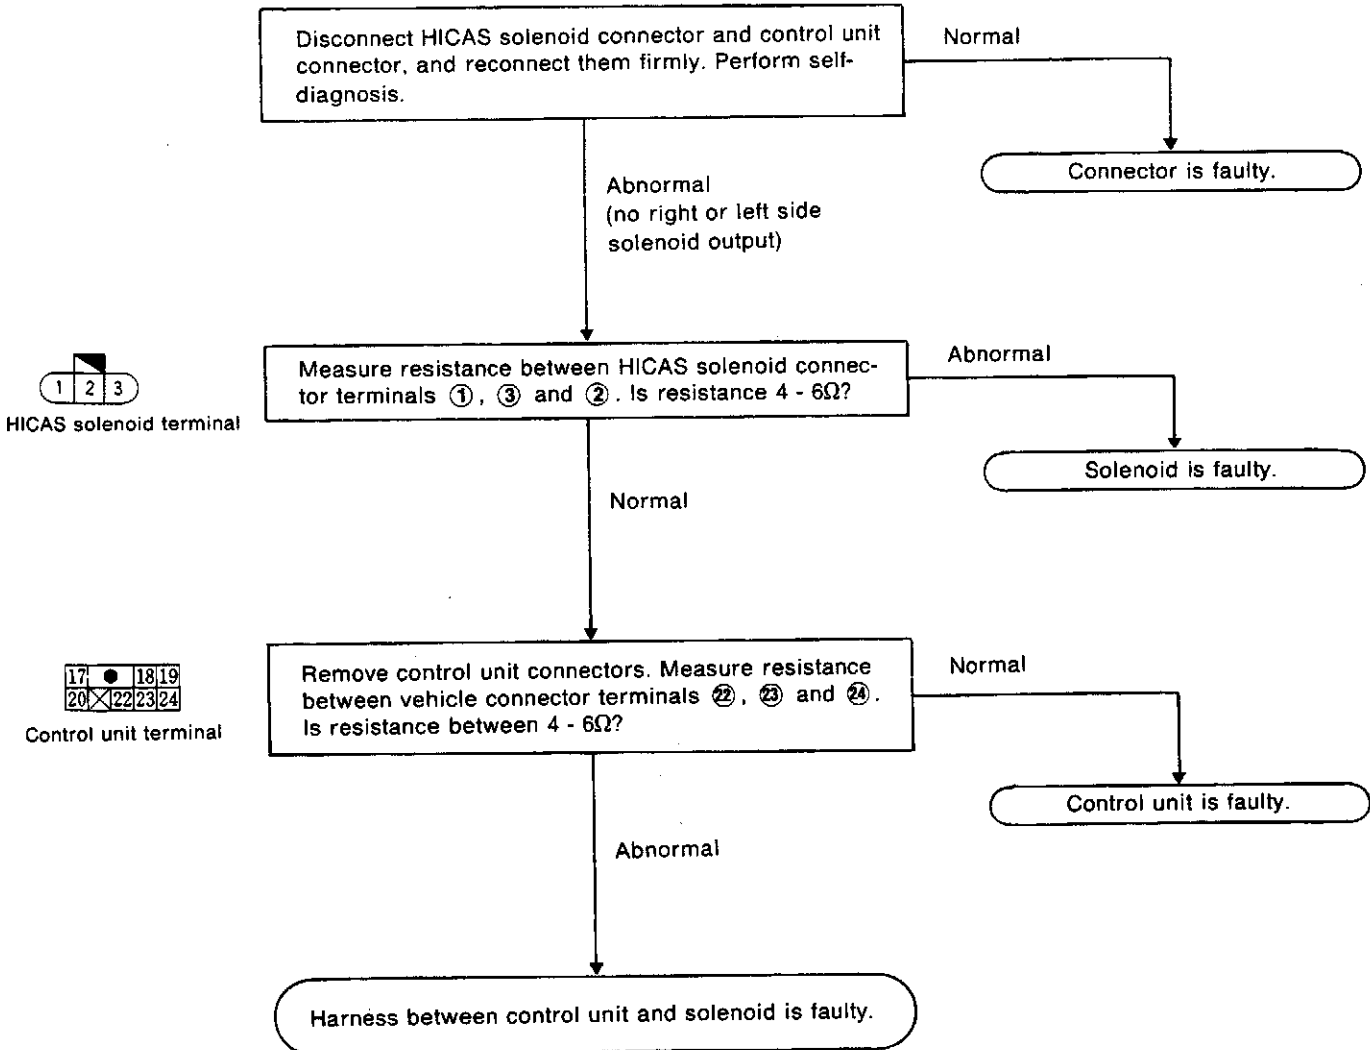 Disconnect HICAS solenoid connector and control unit
connector, and reconnect them firmly. Perform self-
diagnosis.
Normal
Connector is faulty.
Abnormal
(no right or left side
solenoid output)
1 2 3
HICAS solenoid terminal
Measure resistance between HICAS solenoid connec-
tor terminals ①, ③ and ②. Is resistance 4 - 6Ω?
Abnormal
Solenoid is faulty.
Normal
17 18 19
20 22 23 24
Control unit terminal
Remove control unit connectors. Measure resistance
between vehicle connector terminals ㉒, ㉓ and ㉔.
Is resistance between 4 - 6Ω?
Normal
Control unit is faulty.
Abnormal
Harness between control unit and solenoid is faulty.